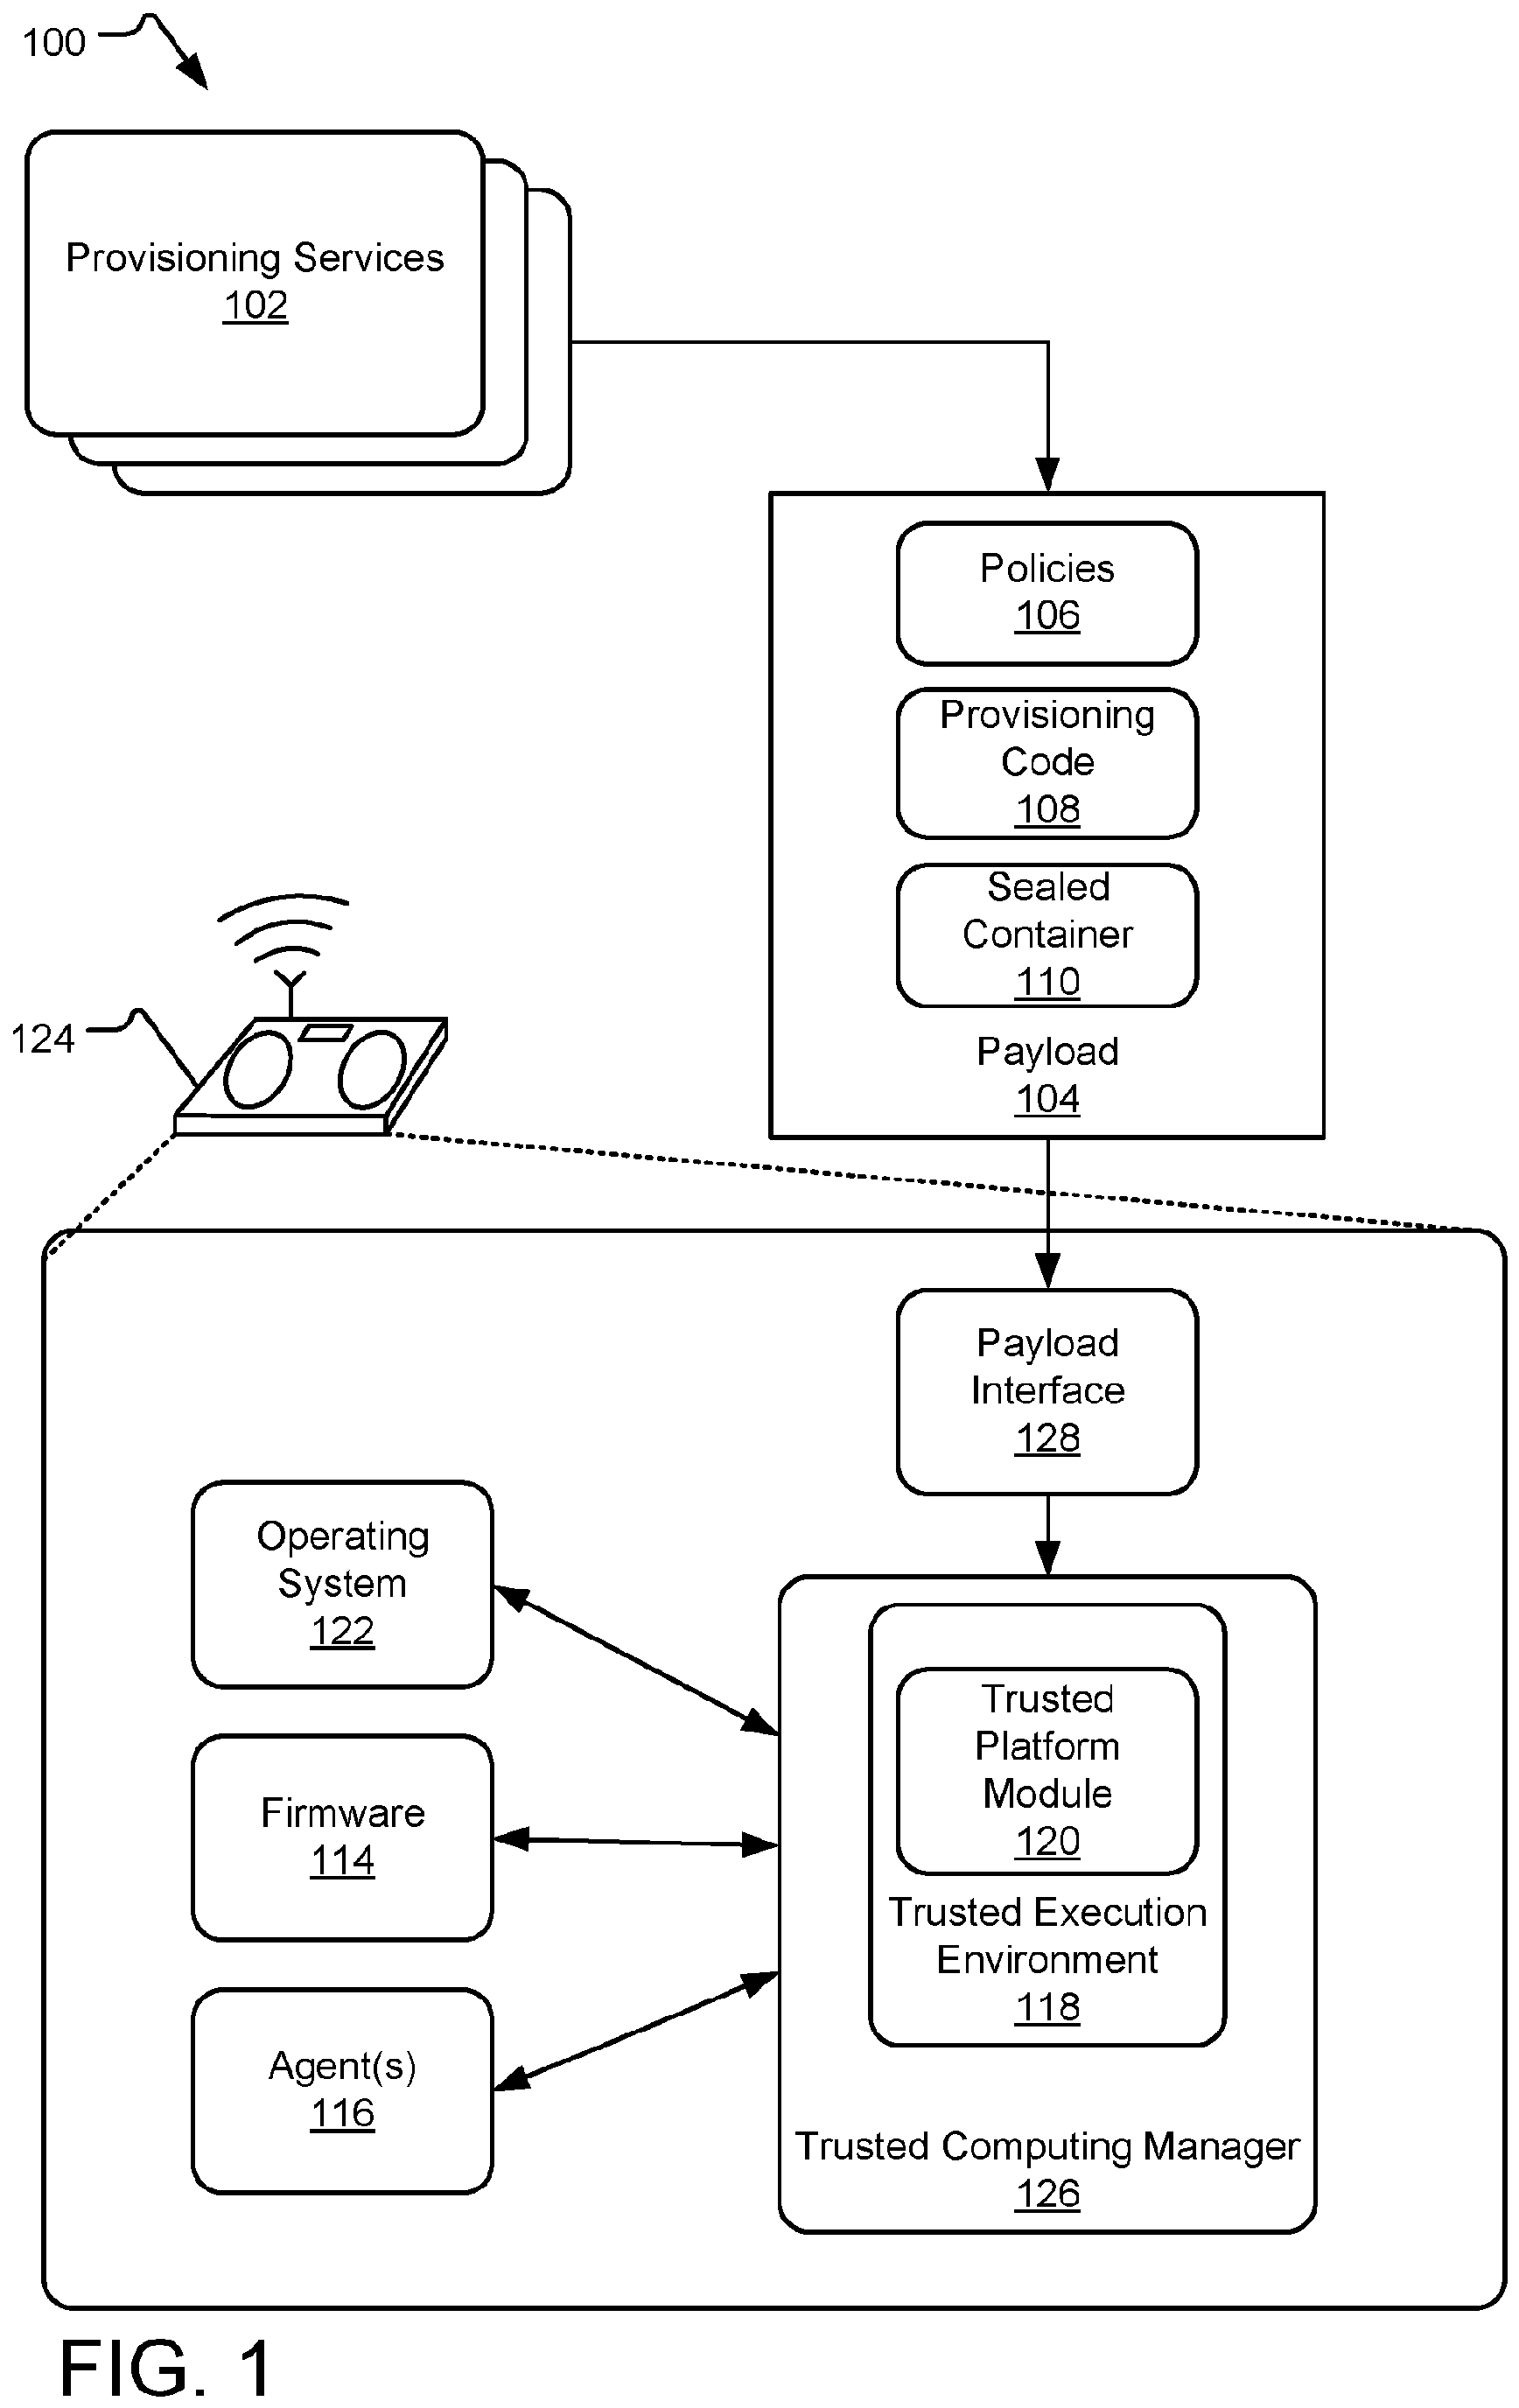 100
Provisioning Services
102
Policies
106
Provisioning
Code
108
Sealed
Container
110
Payload
104
124
Payload
Interface
128
Operating
System
122
Firmware
114
Agent(s)
116
Trusted
Platform
Module
120
Trusted Execution
Environment
118
Trusted Computing Manager
126
FIG. 1